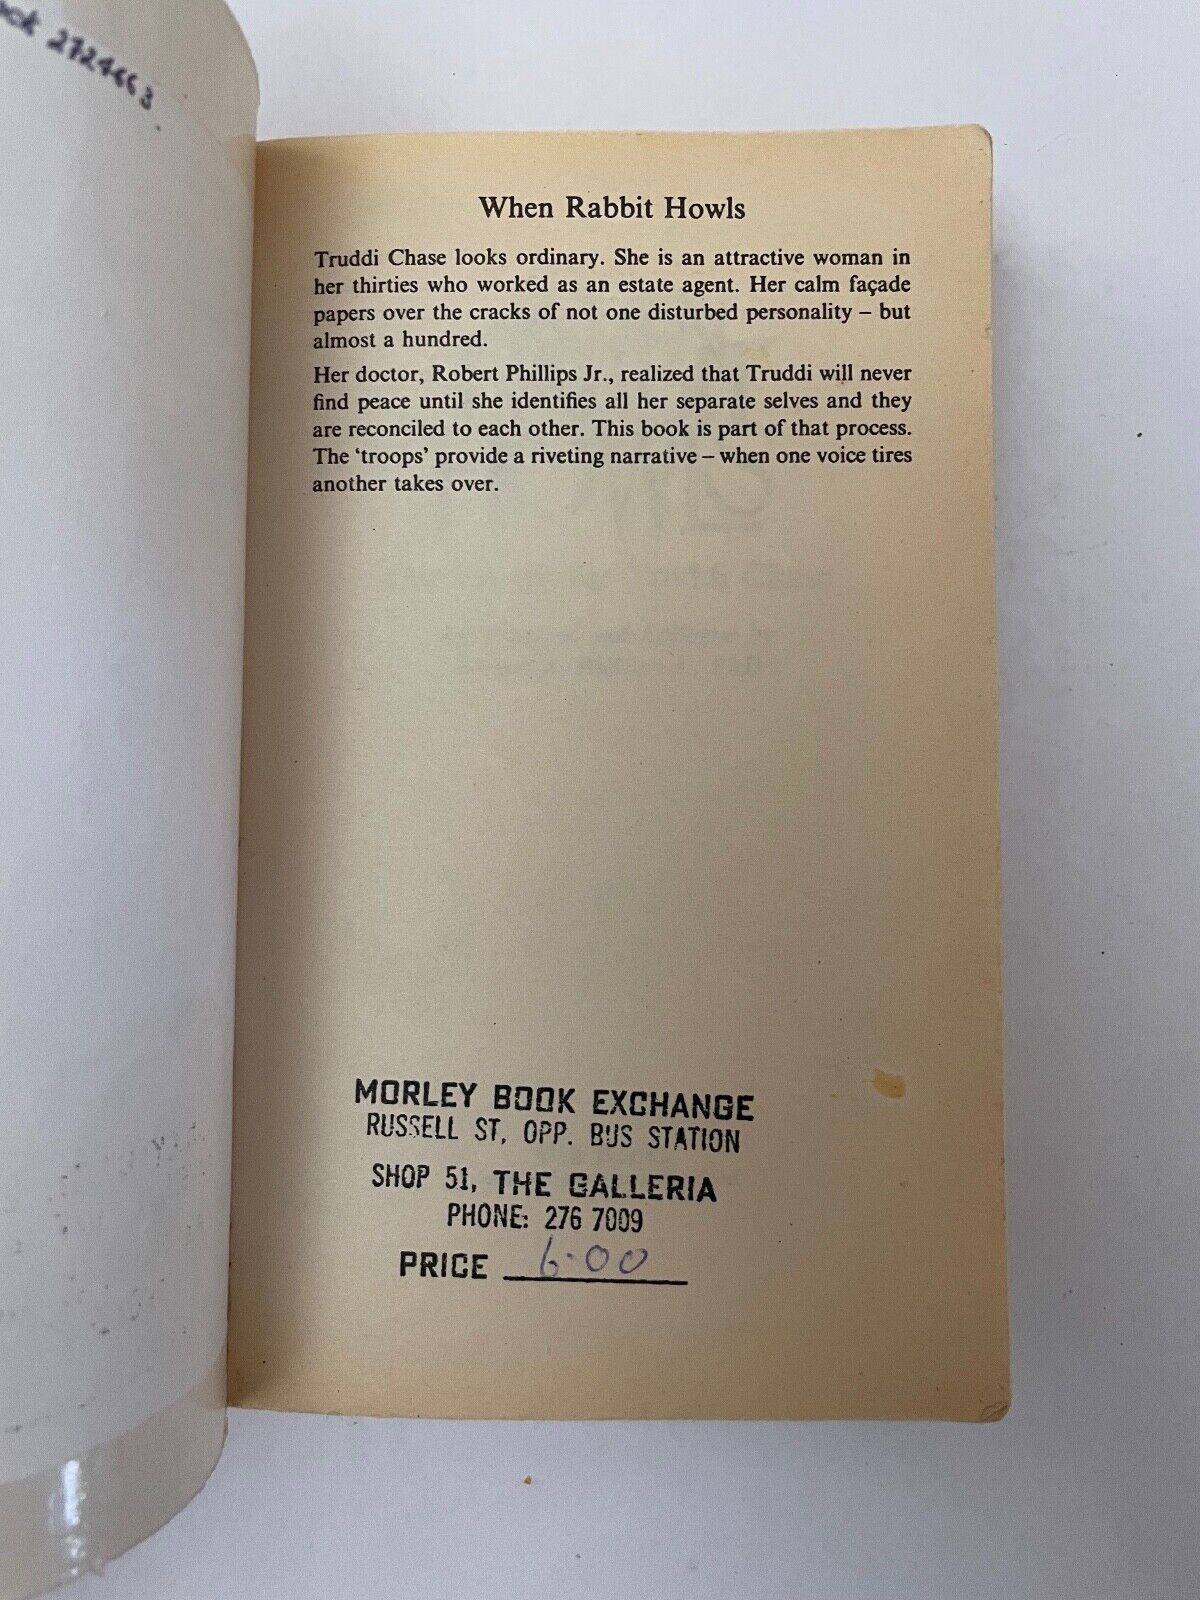 2724663
When Rabbit Howls
Truddi Chase looks ordinary. She is an attractive woman in
her thirties who worked as an estate agent. Her calm façade
papers over the cracks of not one disturbed personality – but
almost a hundred.
Her doctor, Robert Phillips Jr., realized that Truddi will never
find peace until she identifies all her separate selves and they
are reconciled to each other. This book is part of that process.
The ‘troops’ provide a riveting narrative – when one voice tires
another takes over.
MORLEY BOOK EXCHANGE
RUSSELL ST, OPP. BUS STATION
SHOP 51, THE GALLERIA
PHONE: 276 7009
PRICE 6.00